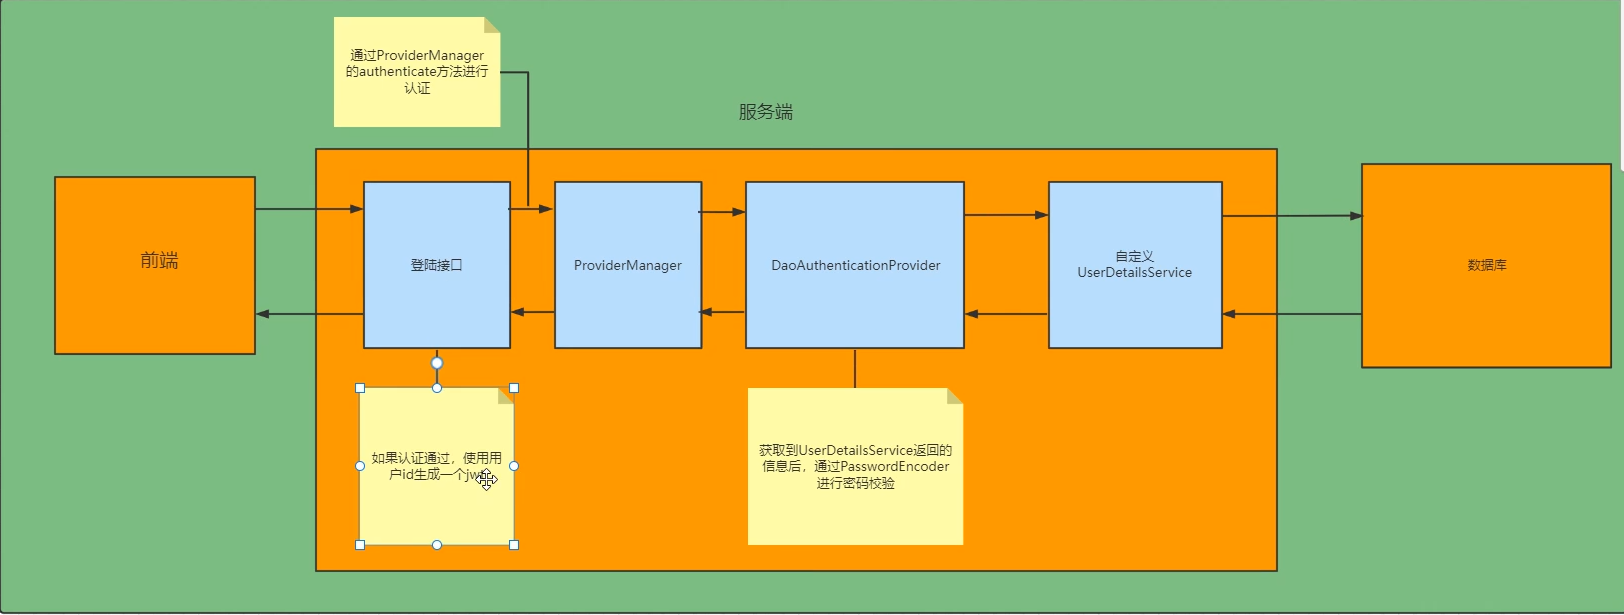 通过ProviderManager
的authenticate方法进行
认证
服务端
前端
登陆接口
ProviderManager
DaoAuthenticationProvider
自定义
UserDetailsService
数据库
如果认证通过，使用用
户id生成一个jw
获取到UserDetailsService返回的
信息后，通过PasswordEncoder
进行密码校验